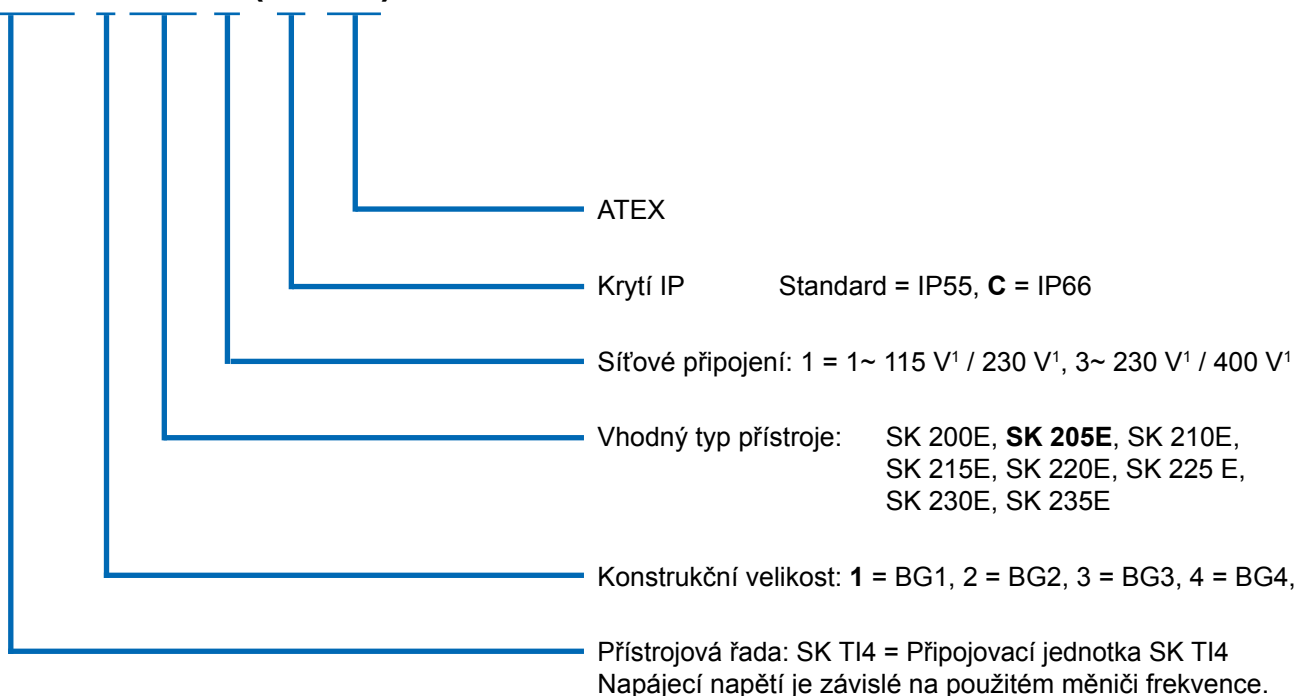 ATEX
Krytí IP Standard = IP55, C = IP66
Síťové připojení: 1 = 1~ 115 V¹ / 230 V¹, 3~ 230 V¹ / 400 V¹
Vhodný typ přístroje: SK 200E, SK 205E, SK 210E,
SK 215E, SK 220E, SK 225 E,
SK 230E, SK 235E
Konstrukční velikost: 1 = BG1, 2 = BG2, 3 = BG3, 4 = BG4,
Přístrojová řada: SK TI4 = Připojovací jednotka SK TI4
Napájecí napětí je závislé na použitém měniči frekvence.